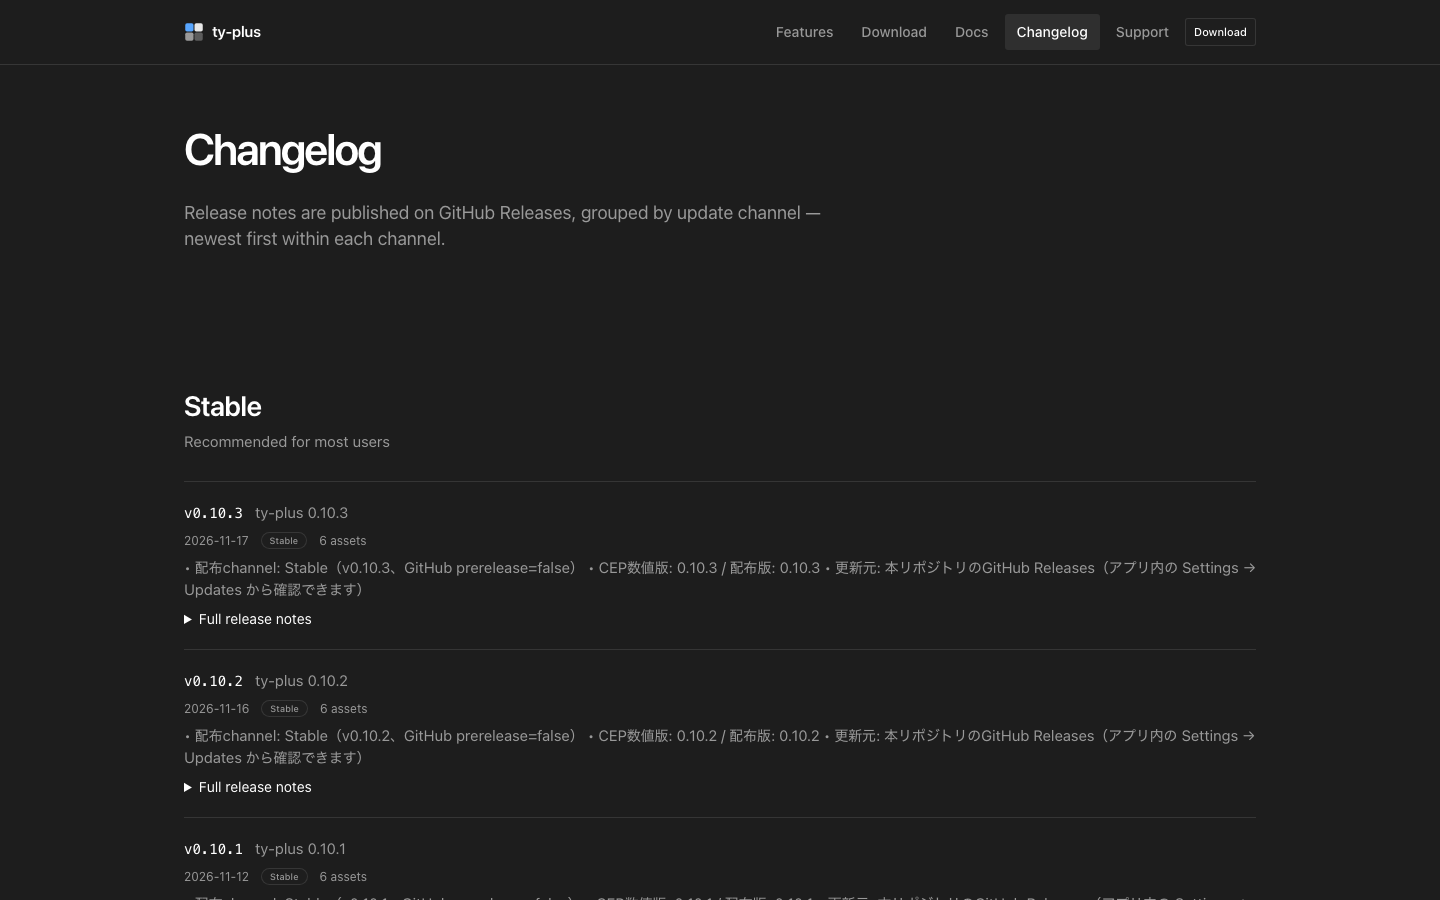 ty-plus
Features
Download
Docs
Changelog
Support
Download
Changelog
Release notes are published on GitHub Releases, grouped by update channel —
newest first within each channel.
Stable
Recommended for most users
v0.10.3 ty-plus 0.10.3
2026-11-17 Stable 6 assets
• 配布channel: Stable（v0.10.3、GitHub prerelease=false） • CEP数値版: 0.10.3 / 配布版: 0.10.3 • 更新元: 本リポジトリのGitHub Releases（アプリ内の Settings →
Updates から確認できます）
▶ Full release notes
v0.10.2 ty-plus 0.10.2
2026-11-16 Stable 6 assets
• 配布channel: Stable（v0.10.2、GitHub prerelease=false） • CEP数値版: 0.10.2 / 配布版: 0.10.2 • 更新元: 本リポジトリのGitHub Releases（アプリ内の Settings →
Updates から確認できます）
▶ Full release notes
v0.10.1 ty-plus 0.10.1
2026-11-12 Stable 6 assets